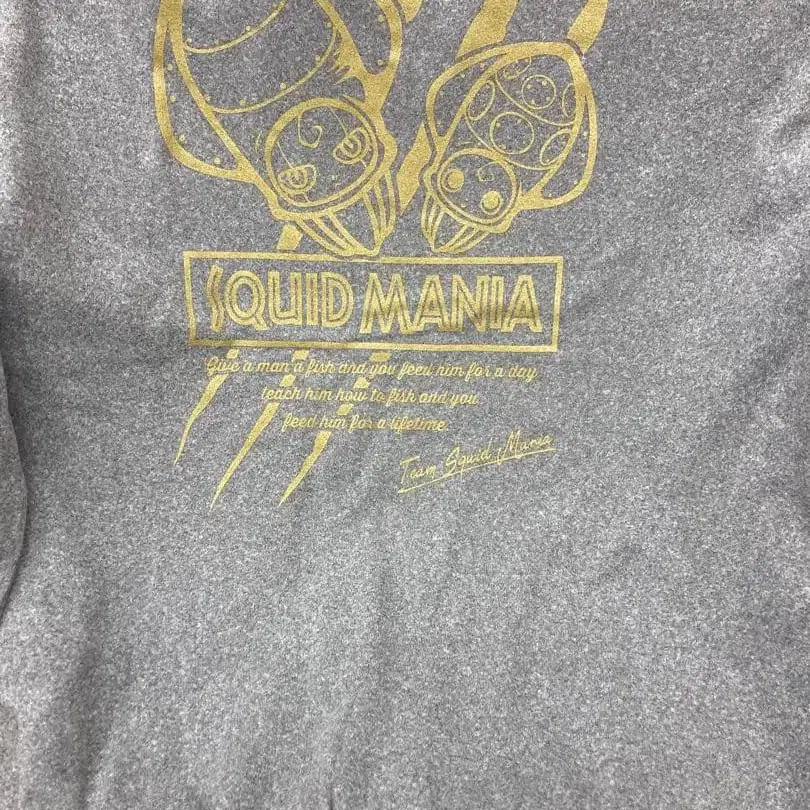 SQUID MANIA
Give a man a fish and you feed him for a day
teach him how to fish and you
feed him for a lifetime.
Team Squid Mania